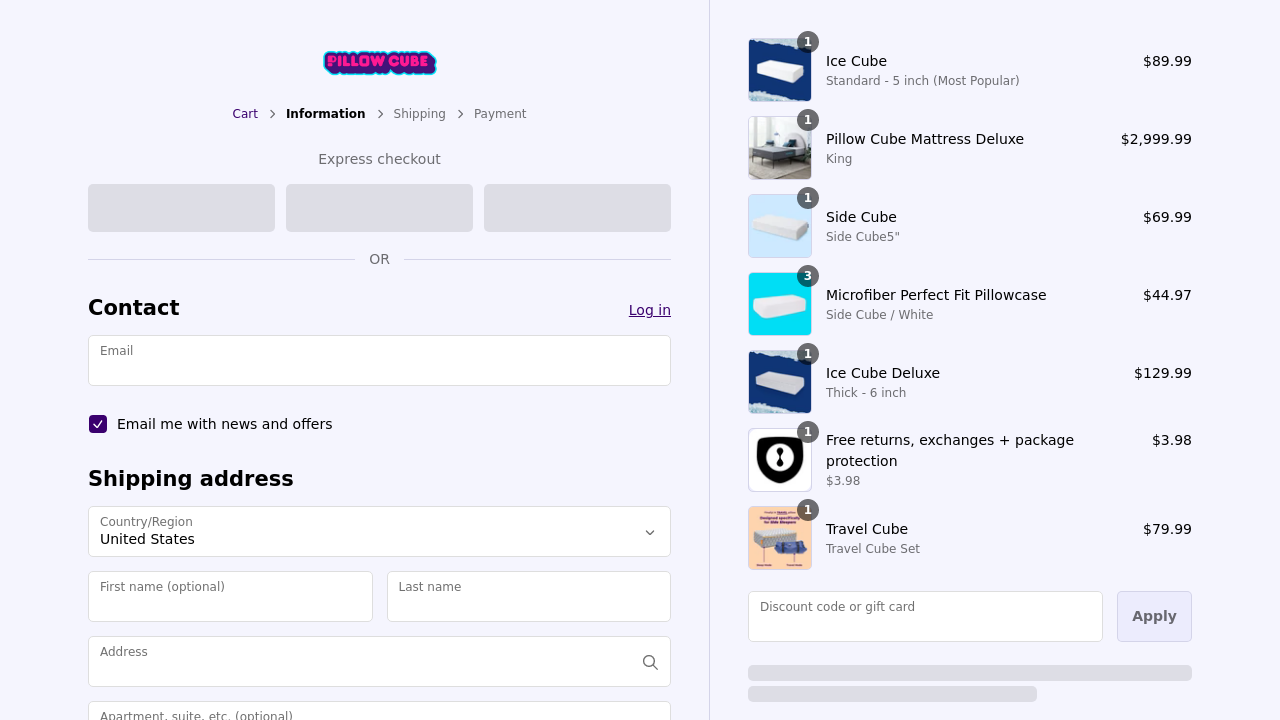 PILLOW CUBE
Cart
Information
Shipping
Payment
Express checkout
OR
Contact
Log in
Email
Email me with news and offers
Shipping address
Country/Region
United States
First name (optional)
Last name
Address
Apartment, suite, etc. (optional)
1
Ice Cube
$89.99
Standard - 5 inch (Most Popular)
1
Pillow Cube Mattress Deluxe
$2,999.99
King
1
Side Cube
$69.99
Side Cube5"
3
Microfiber Perfect Fit Pillowcase
$44.97
Side Cube / White
1
Ice Cube Deluxe
$129.99
Thick - 6 inch
1
Free returns, exchanges + package
protection
$3.98
$3.98
1
Designed specifically
for Side Sleepers
Travel Cube
$79.99
Travel Cube Set
Discount code or gift card
Apply